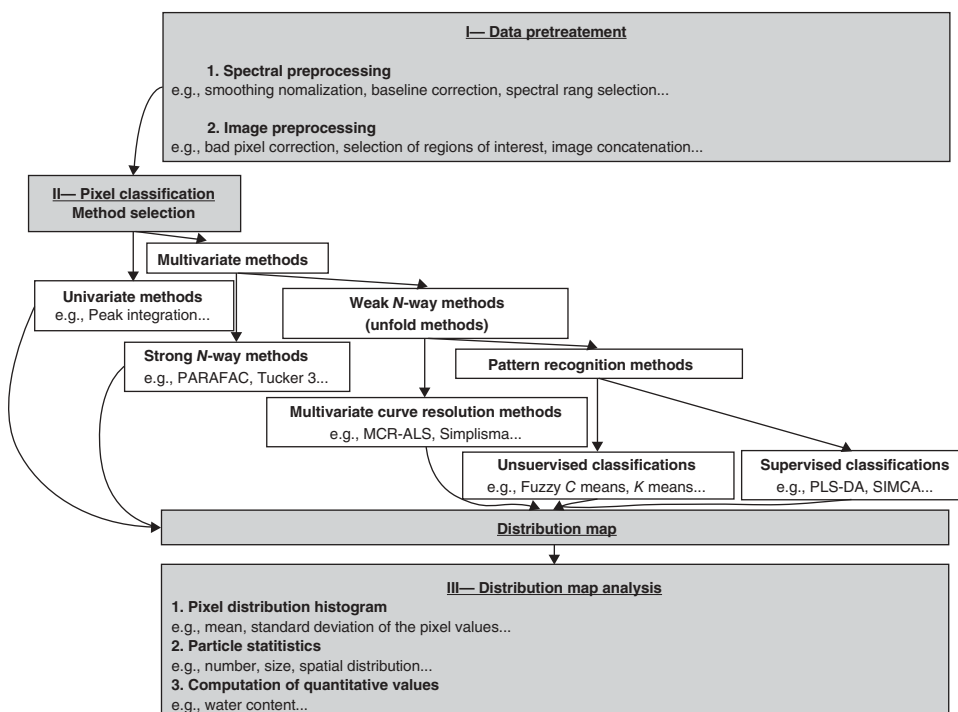 I— Data pretreatement
1. Spectral preprocessing
e.g., smoothing nomalization, baseline correction, spectral rang selection...
2. Image preprocessing
e.g., bad pixel correction, selection of regions of interest, image concatenation...
II— Pixel classification
Method selection
Multivariate methods
Univariate methods
e.g., Peak integration...
Weak N-way methods
(unfold methods)
Strong N-way methods
e.g., PARAFAC, Tucker 3...
Pattern recognition methods
Multivariate curve resolution methods
e.g., MCR-ALS, Simplisma...
Unsuervised classifications
e.g., Fuzzy C means, K means...
Supervised classifications
e.g., PLS-DA, SIMCA...
Distribution map
III— Distribution map analysis
1. Pixel distribution histogram
e.g., mean, standard deviation of the pixel values...
2. Particle statitistics
e.g., number, size, spatial distribution...
3. Computation of quantitative values
e.g., water content...